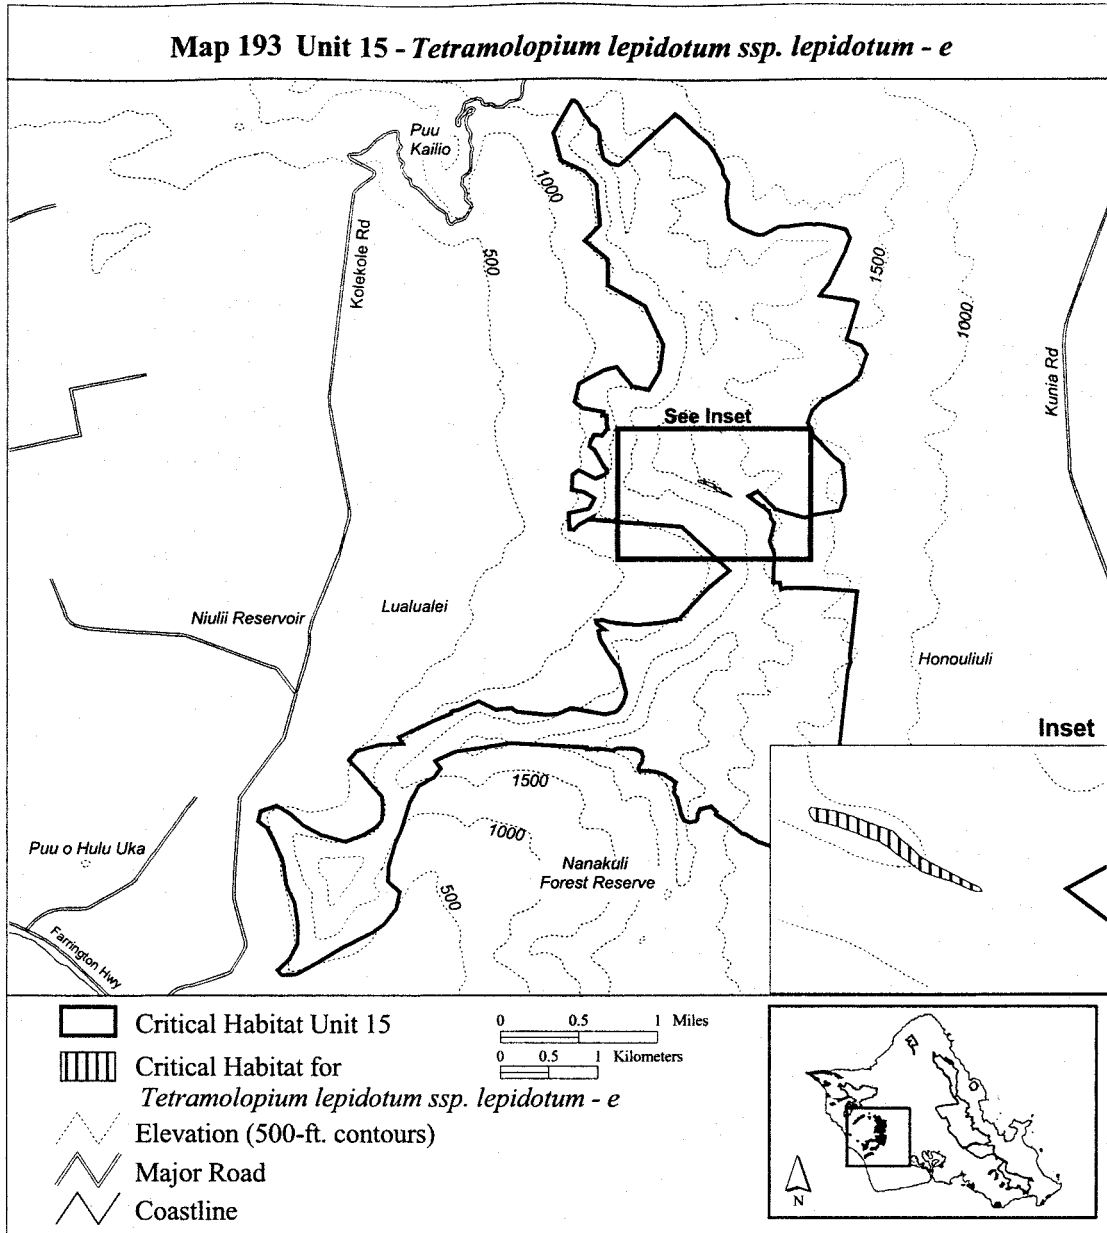 Map 193 Unit 15 - Tetramolopium lepidotum ssp. lepidotum - e
Puu
Kailio
1000
500
Kolekole Rd
1500
1000
Kunia Rd
See Inset
Niulii Reservoir
Lualualei
Honouliuli
Inset
1500
1000
Puu o Hulu Uka
Nanakuli
Forest Reserve
500
Farrington Hwy
Critical Habitat Unit 15
0 0.5 1 Miles
0 0.5 1 Kilometers
Critical Habitat for
Tetramolopium lepidotum ssp. lepidotum - e
Elevation (500-ft. contours)
Major Road
Coastline
N